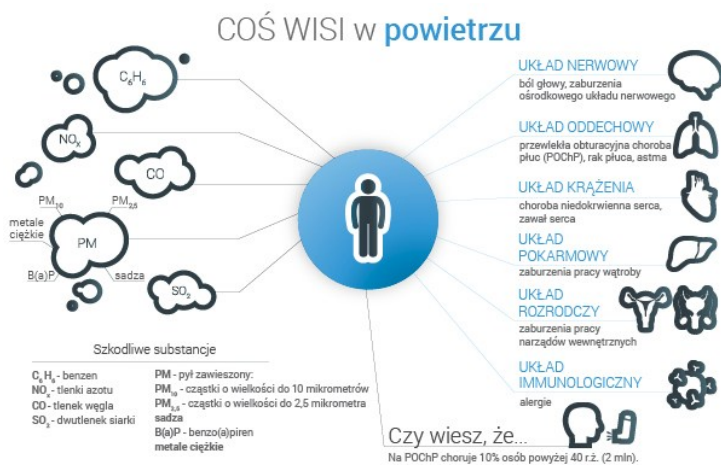 COŚ WISI w powietrzu
C₆H₆
NOₓ
CO
PM₁₀
PM₂,₅
metale
ciężkie
PM
B(a)P
sadza
SO₂
UKŁAD NERWOWY
ból głowy, zaburzenia
ośrodkowego układu nerwowego
UKŁAD ODDECHOWY
przewlekła obturacyjna choroba
płuc (POChP), rak płuca, astma
UKŁAD KRĄŻENIA
choroba niedokrwienna serca,
zawał serca
UKŁAD
POKARMOWY
zaburzenia pracy wątroby
UKŁAD
ROZRODCZY
zaburzenia pracy
narządów wewnętrznych
UKŁAD
IMMUNOLOGICZNY
alergie
Szkodliwe substancje
C₆H₆ - benzen
NOₓ - tlenki azotu
CO - tlenek węgla
SO₂ - dwutlenek siarki
PM - pył zawieszony:
PM₁₀ - cząstki o wielkości do 10 mikrometrów
PM₂,₅ - cząstki o wielkości do 2,5 mikrometra
sadza
B(a)P - benzo(a)piren
metale ciężkie
Czy wiesz, że...
Na POChP choruje 10% osób powyżej 40 r.ż. (2 mln).